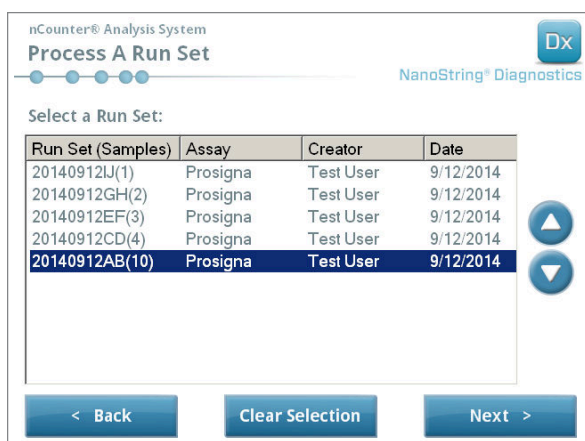 nCounter® Analysis System
Process A Run Set
Dx
NanoString® Diagnostics
Select a Run Set:
Run Set (Samples) Assay Creator Date
20140912IJ(1) Prosigna Test User 9/12/2014
20140912GH(2) Prosigna Test User 9/12/2014
20140912EF(3) Prosigna Test User 9/12/2014
20140912CD(4) Prosigna Test User 9/12/2014
20140912AB(10) Prosigna Test User 9/12/2014
< Back Clear Selection Next >